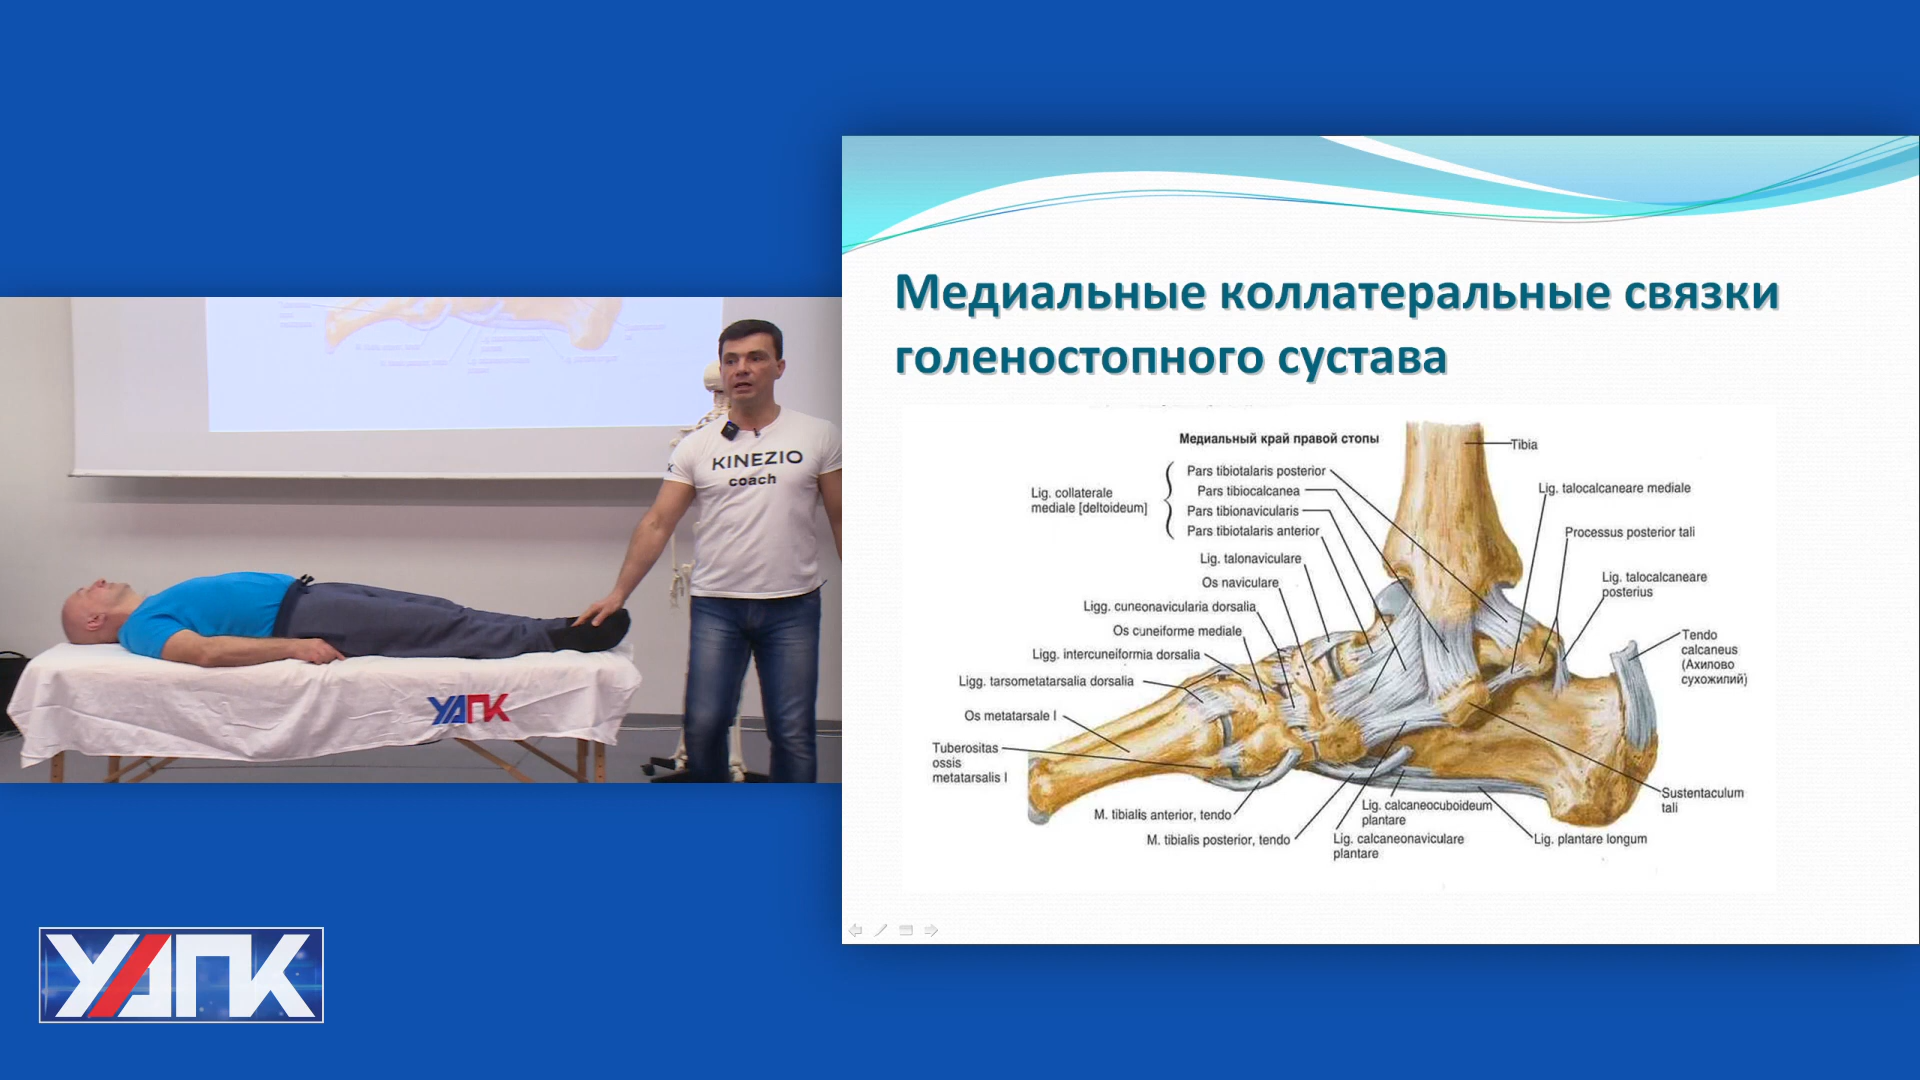 Медиальные коллатеральные связки
голеностопного сустава
Медиальный край правой стопы
Tibia
Lig. collaterale
mediale [deltoideum]
Pars tibiotalaris posterior
Pars tibiocalcanea
Pars tibionavicularis
Pars tibiotalaris anterior
Lig. talonaviculare
Os naviculare
Ligg. cuneonavicularia dorsalia
Os cuneiforme mediale
Ligg. intercuneiformia dorsalia
Ligg. tarsometatarsalia dorsalia
Os metatarsale I
Tuberositas
ossis
metatarsalis I
M. tibialis anterior, tendo
M. tibialis posterior, tendo
Lig. calcaneocuboideum
plantare
Lig. calcaneonaviculare
plantare
Lig. plantare longum
Sustentaculum
tali
Lig. talocalcaneare mediale
Processus posterior tali
Lig. talocalcaneare
posterius
Tendo
calcaneus
(Ахипово
сухожилий)
KINEZIO
coach
УДГК
УДГК